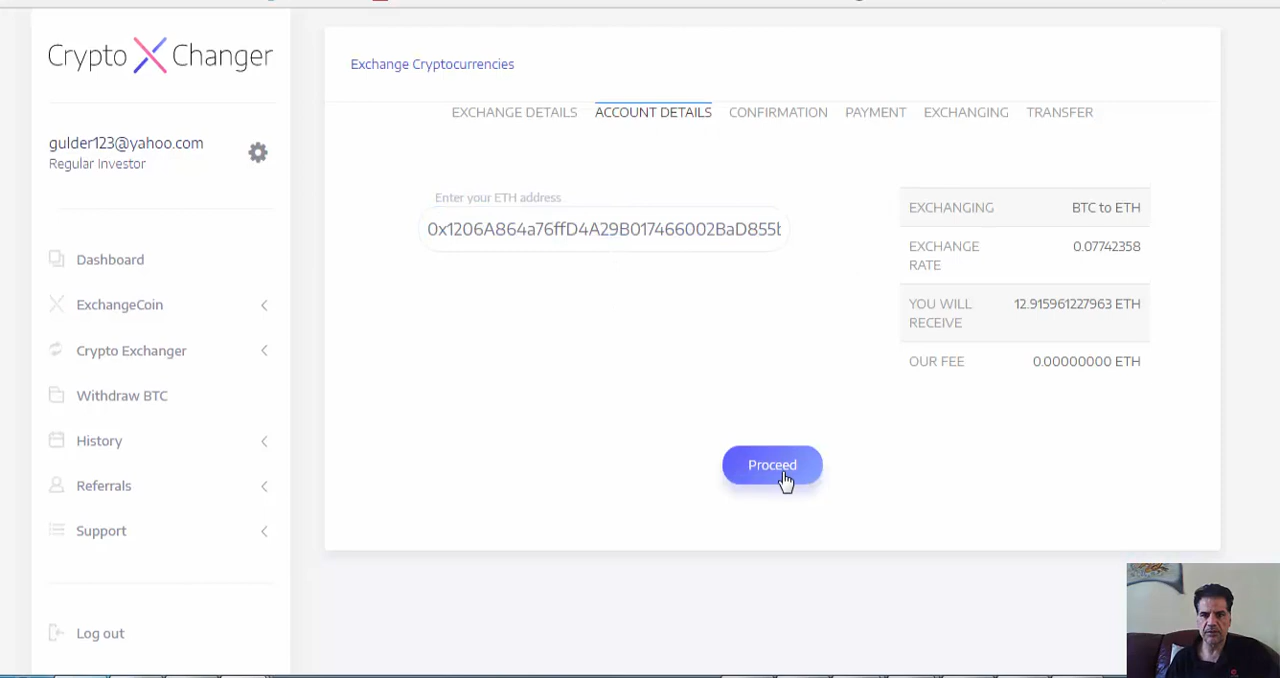 Crypto X Changer
gulder123@yahoo.com
Regular Investor
Dashboard
ExchangeCoin
Crypto Exchanger
Withdraw BTC
History
Referrals
Support
Log out
Exchange Cryptocurrencies
EXCHANGE DETAILS ACCOUNT DETAILS CONFIRMATION PAYMENT EXCHANGING TRANSFER
Enter your ETH address
0x1206A864a76ffD4A29B017466002BaD855b
EXCHANGING BTC to ETH
EXCHANGE 0.07742358
RATE
YOU WILL 12.915961227963 ETH
RECEIVE
OUR FEE 0.00000000 ETH
Proceed